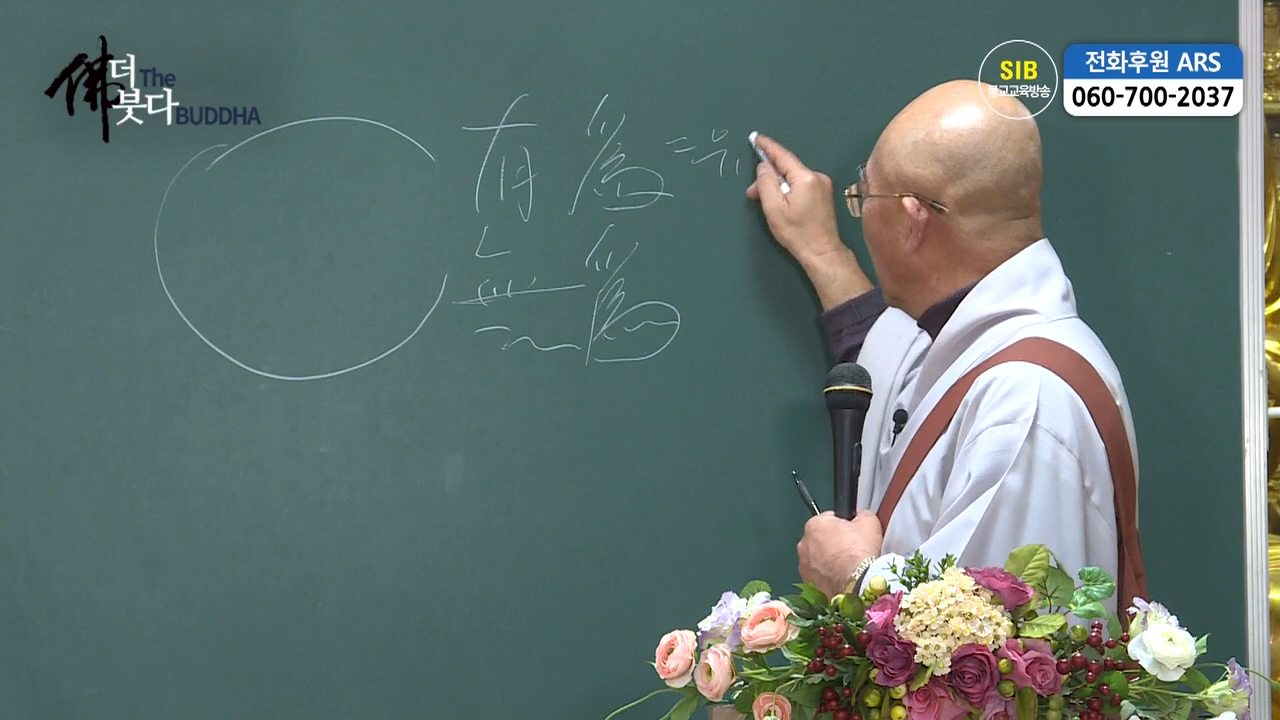 佛
더 The
붓다 BUDDHA
SIB
불교교육방송
전화후원 ARS
060-700-2037
有爲=유
無爲